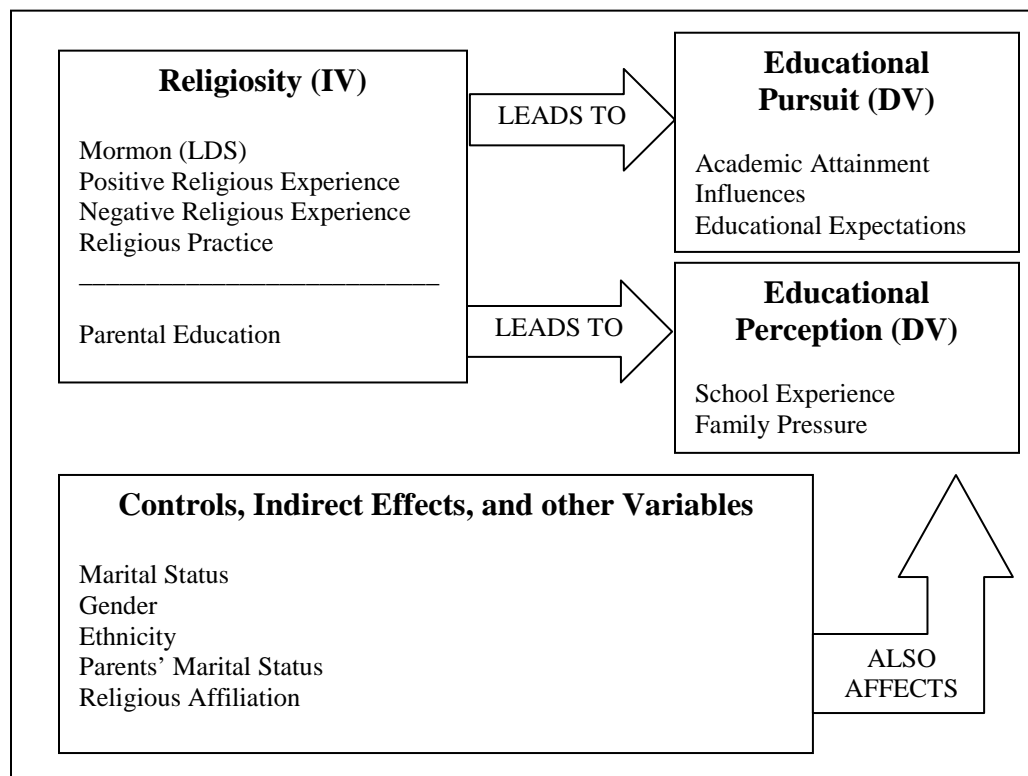 Religiosity (IV)
Mormon (LDS)
Positive Religious Experience
Negative Religious Experience
Religious Practice
___________________________
Parental Education
LEADS TO
LEADS TO
Educational
Pursuit (DV)
Academic Attainment
Influences
Educational Expectations
Educational
Perception (DV)
School Experience
Family Pressure
Controls, Indirect Effects, and other Variables
Marital Status
Gender
Ethnicity
Parents’ Marital Status
Religious Affiliation
ALSO
AFFECTS